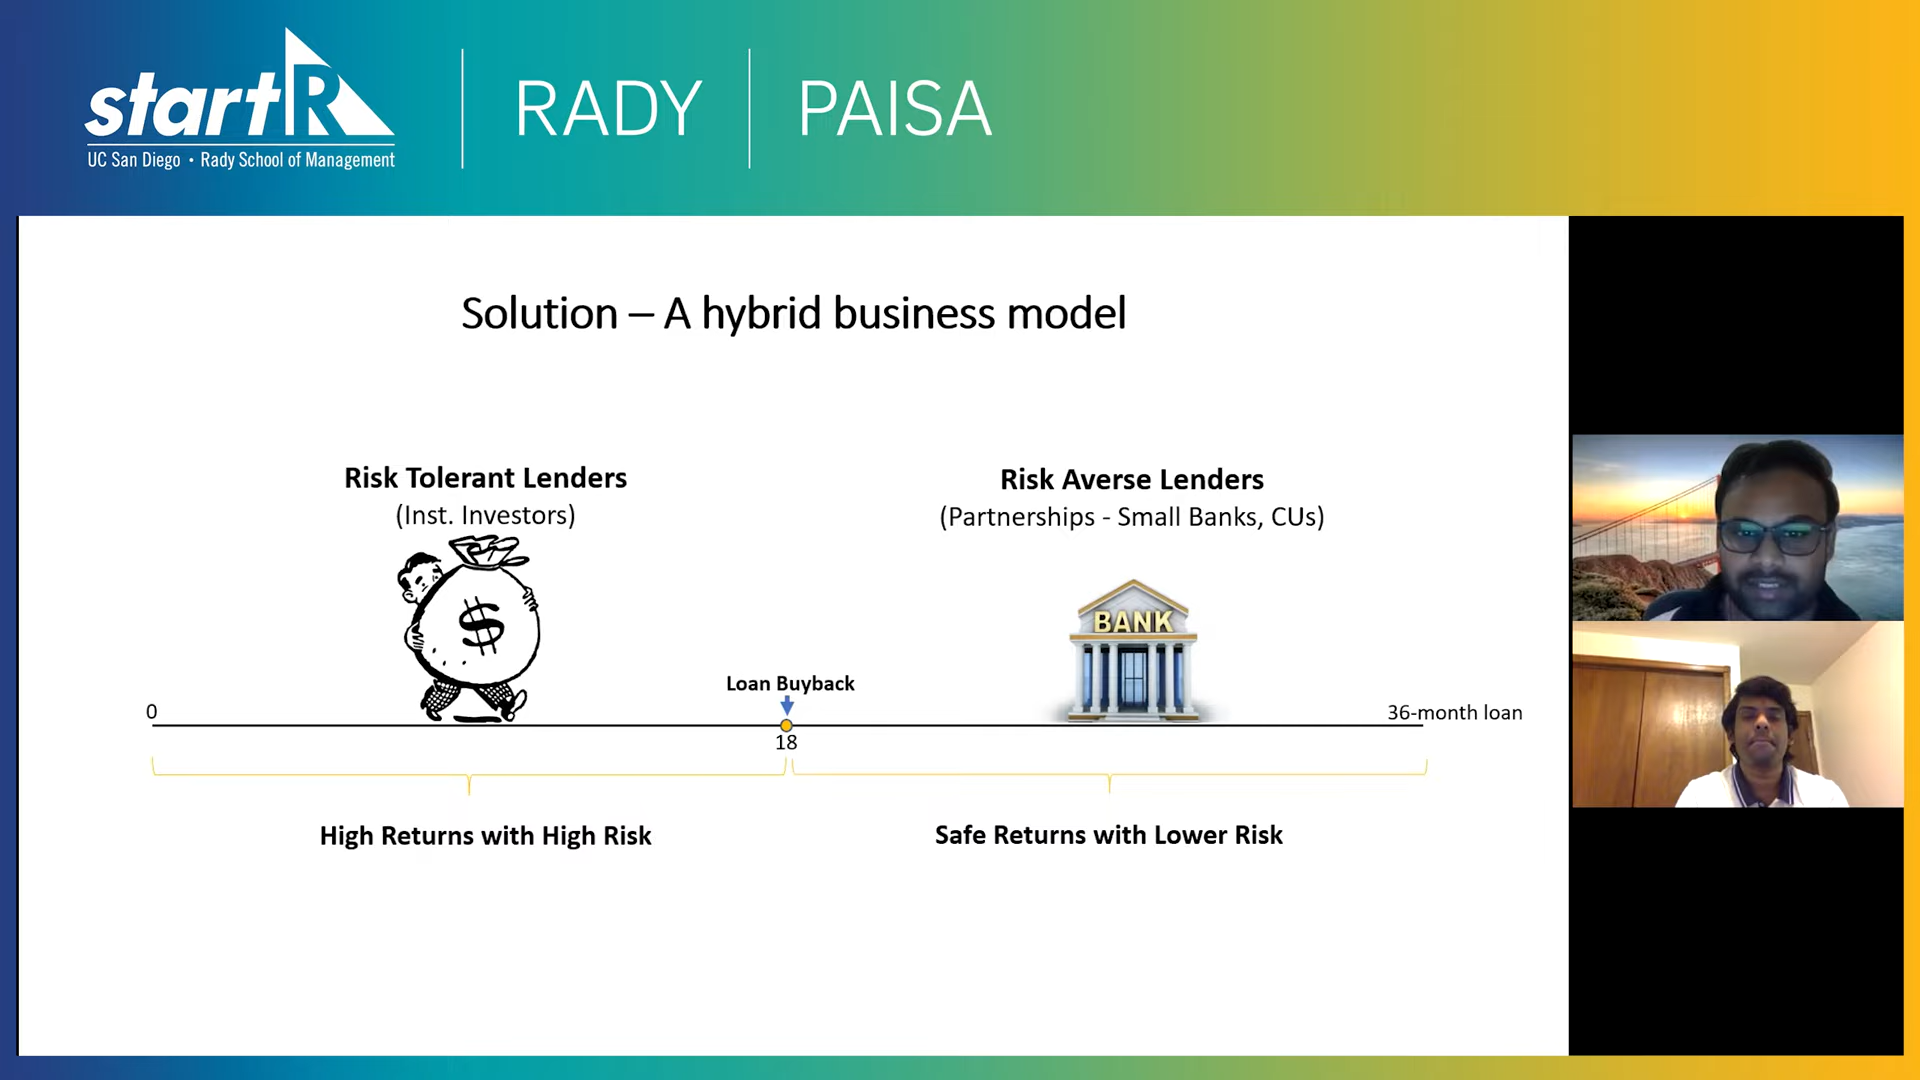 startR
UC San Diego • Rady School of Management
RADY
PAISA
Solution – A hybrid business model
Risk Tolerant Lenders
(Inst. Investors)
$
Risk Averse Lenders
(Partnerships - Small Banks, CUs)
BANK
Loan Buyback
0
18
36-month loan
High Returns with High Risk
Safe Returns with Lower Risk